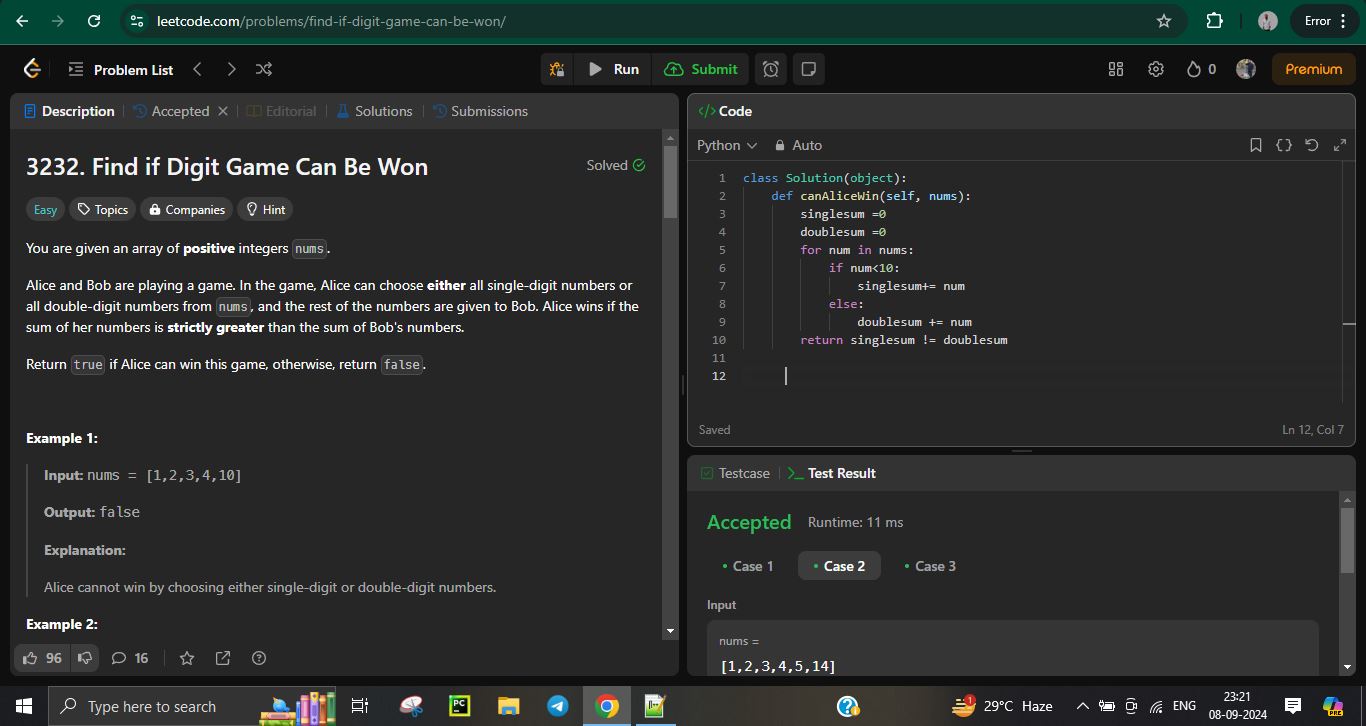 leetcode.com/problems/find-if-digit-game-can-be-won/
Error
Problem List
Run
Submit
0
Premium
Description
Accepted
Editorial
Solutions
Submissions
3232. Find if Digit Game Can Be Won
Solved
Easy
Topics
Companies
Hint
You are given an array of positive integers nums.
Alice and Bob are playing a game. In the game, Alice can choose either all single-digit numbers or
all double-digit numbers from nums, and the rest of the numbers are given to Bob. Alice wins if the
sum of her numbers is strictly greater than the sum of Bob's numbers.
Return true if Alice can win this game, otherwise, return false.
Example 1:
Input: nums = [1,2,3,4,10]
Output: false
Explanation:
Alice cannot win by choosing either single-digit or double-digit numbers.
Example 2:
96
16
</> Code
Python
Auto
1 class Solution(object):
2 def canAliceWin(self, nums):
3 singlesum =0
4 doublesum =0
5 for num in nums:
6 if num<10:
7 singlesum+= num
8 else:
9 doublesum += num
10 return singlesum != doublesum
11
12
Saved
Ln 12, Col 7
Testcase
Test Result
Accepted
Runtime: 11 ms
Case 1
Case 2
Case 3
Input
nums =
[1,2,3,4,5,14]
Type here to search
PC
1
29°C Haze
ENG
23:21
08-09-2024
PRE